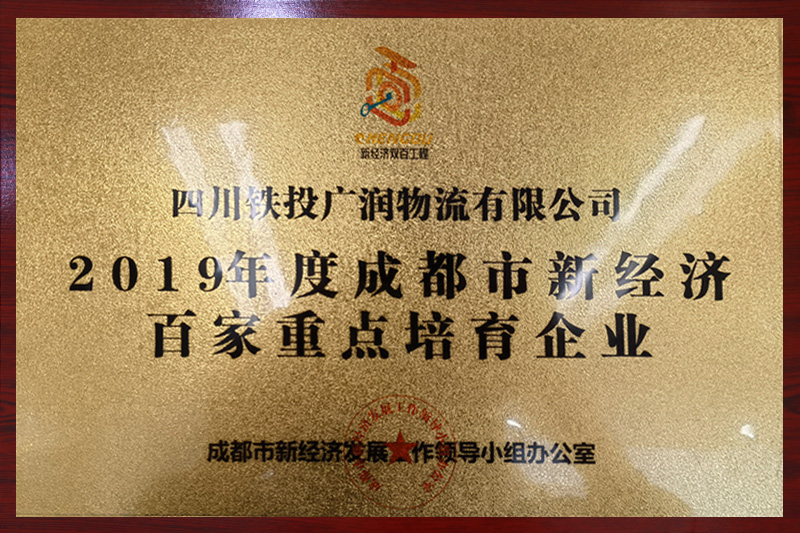 CHENGDU
新经济双百工程
四川铁投广润物流有限公司
2019年度成都市新经济
百家重点培育企业
成都市新经济发展工作领导小组办公室